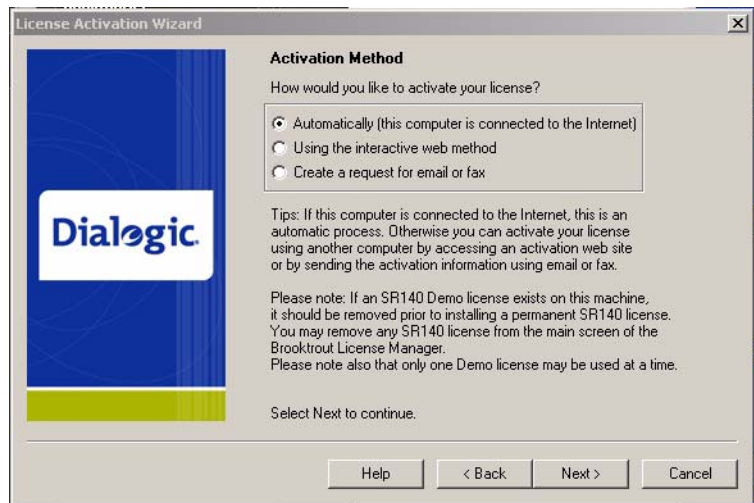 License Activation Wizard
Activation Method
How would you like to activate your license?
Automatically (this computer is connected to the Internet)
Using the interactive web method
Create a request for email or fax
Dialogic.
Tips: If this computer is connected to the Internet, this is an
automatic process. Otherwise you can activate your license
using another computer by accessing an activation web site
or by sending the activation information using email or fax.
Please note: If an SR140 Demo license exists on this machine,
it should be removed prior to installing a permanent SR140 license.
You may remove any SR140 license from the main screen of the
Brooktrout License Manager.
Please note also that only one Demo license may be used at a time.
Select Next to continue.
Help
< Back
Next >
Cancel